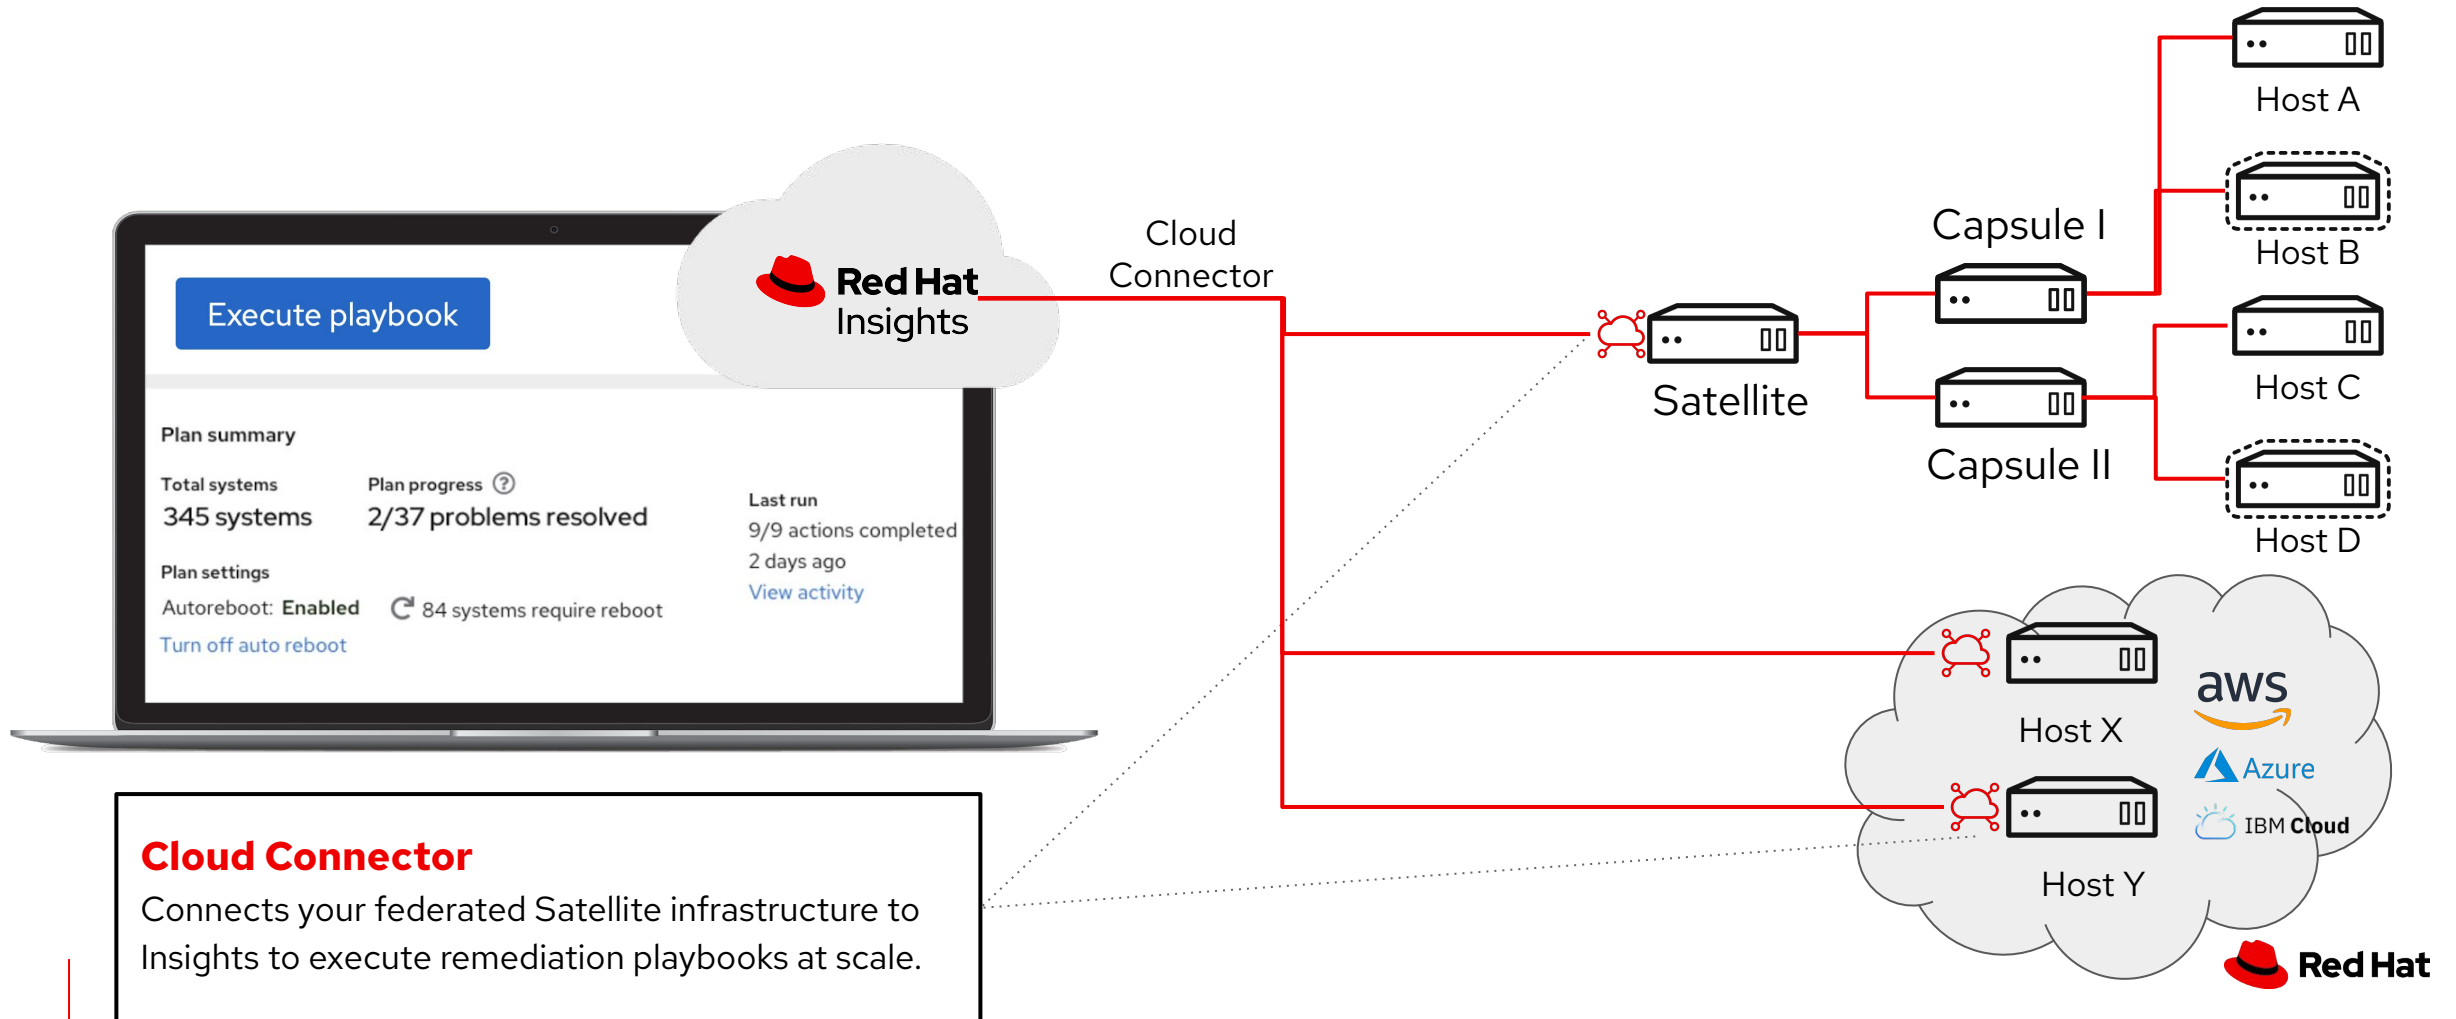 Execute playbook
Plan summary
Total systems
345 systems
Plan progress ?
2/37 problems resolved
Last run
9/9 actions completed
2 days ago
View activity
Plan settings
Autoreboot: Enabled
84 systems require reboot
Turn off auto reboot
Red Hat
Insights
Cloud
Connector
Satellite
Capsule I
Capsule II
Host A
Host B
Host C
Host D
Host X
Host Y
aws
Azure
IBM Cloud
Cloud Connector
Connects your federated Satellite infrastructure to
Insights to execute remediation playbooks at scale.
Red Hat